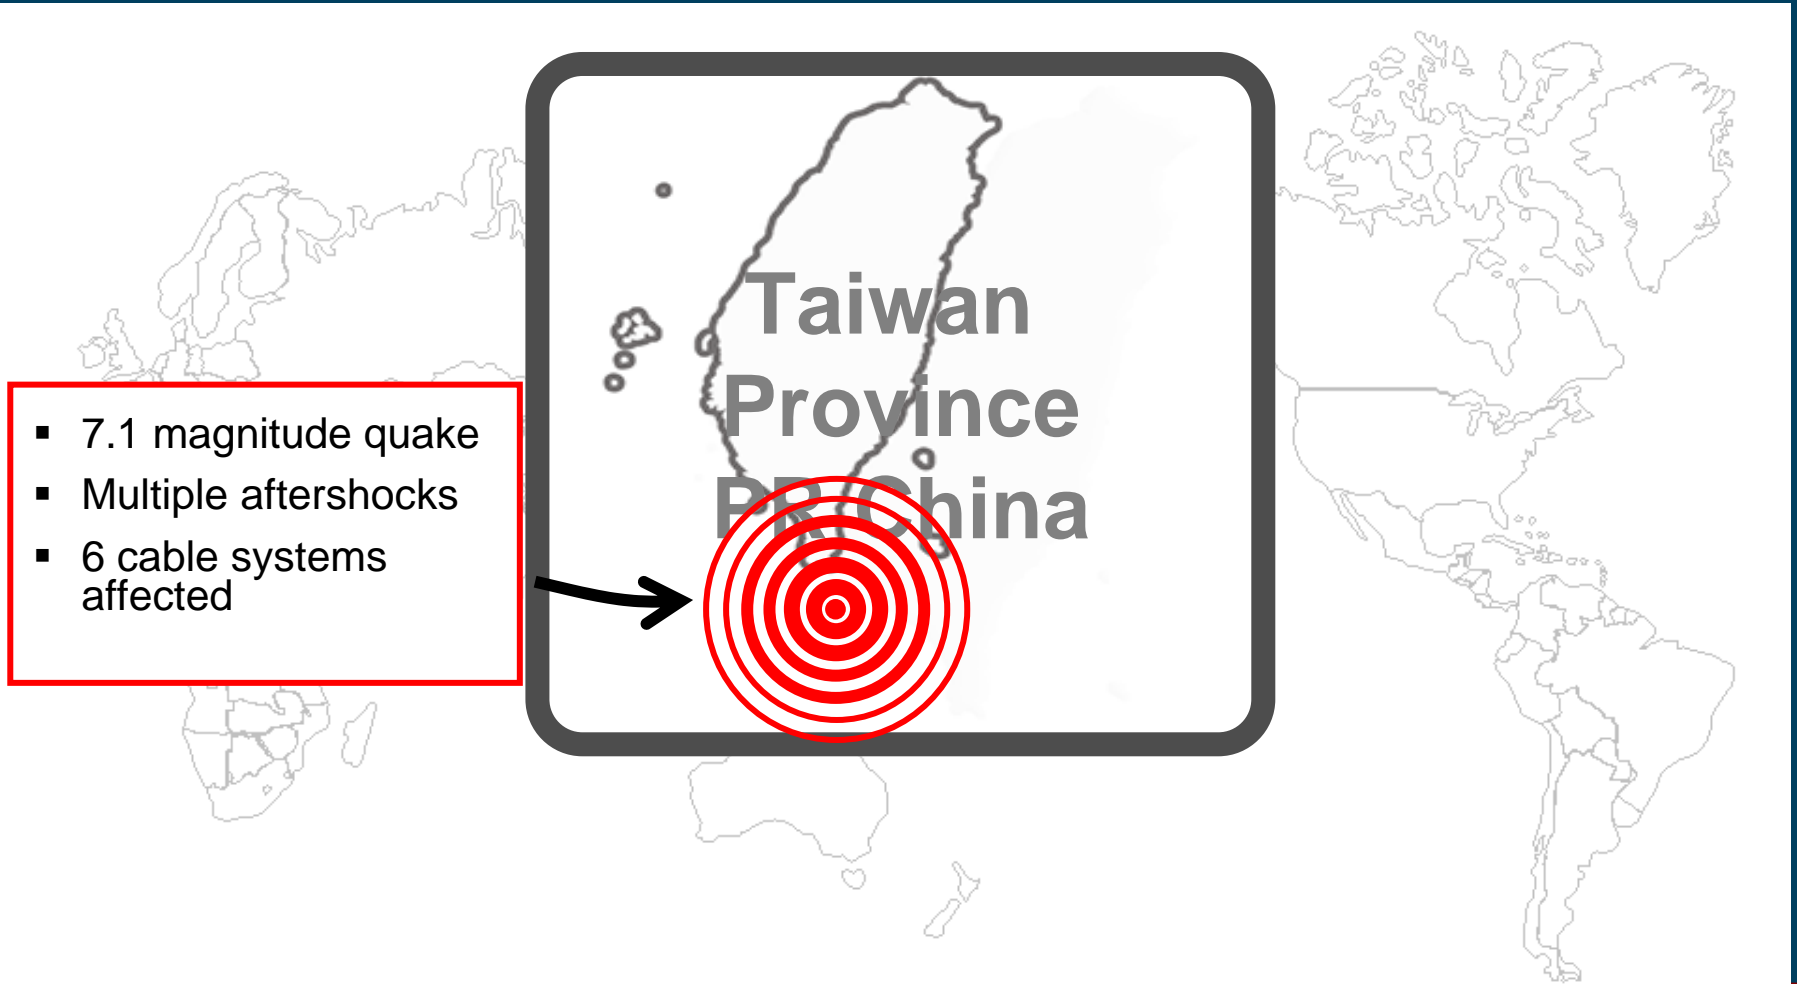 Taiwan
Province
PR China
▪ 7.1 magnitude quake
▪ Multiple aftershocks
▪ 6 cable systems
affected